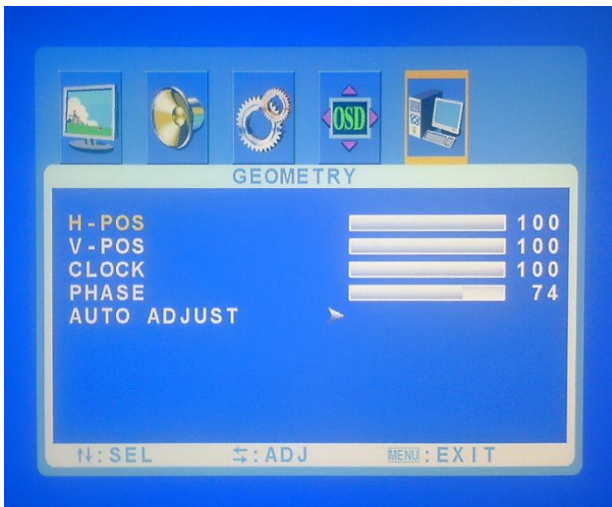 OSD
GEOMETRY
H-POS 100
V-POS 100
CLOCK 100
PHASE 74
AUTO ADJUST
⇅:SEL ⇆:ADJ MENU:EXIT